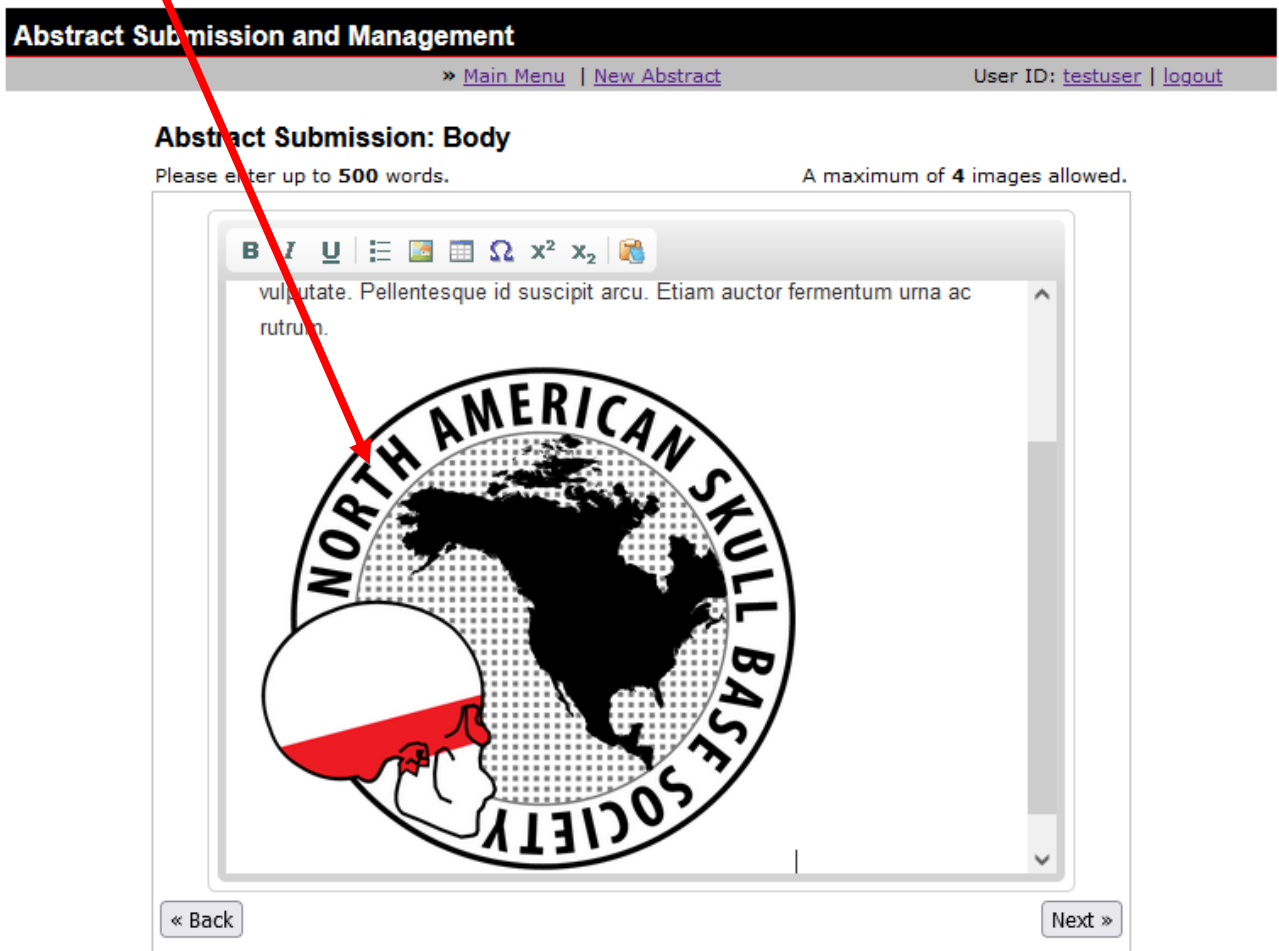 Abstract Submission and Management
» Main Menu | New Abstract User ID: testuser | logout
Abstract Submission: Body
Please enter up to 500 words. A maximum of 4 images allowed.
B I U Ω x² x₂
vulputate. Pellentesque id suscipit arcu. Etiam auctor fermentum urna ac
rutrum.
NORTH AMERICAN SKULL BASE SOCIETY
« Back Next »